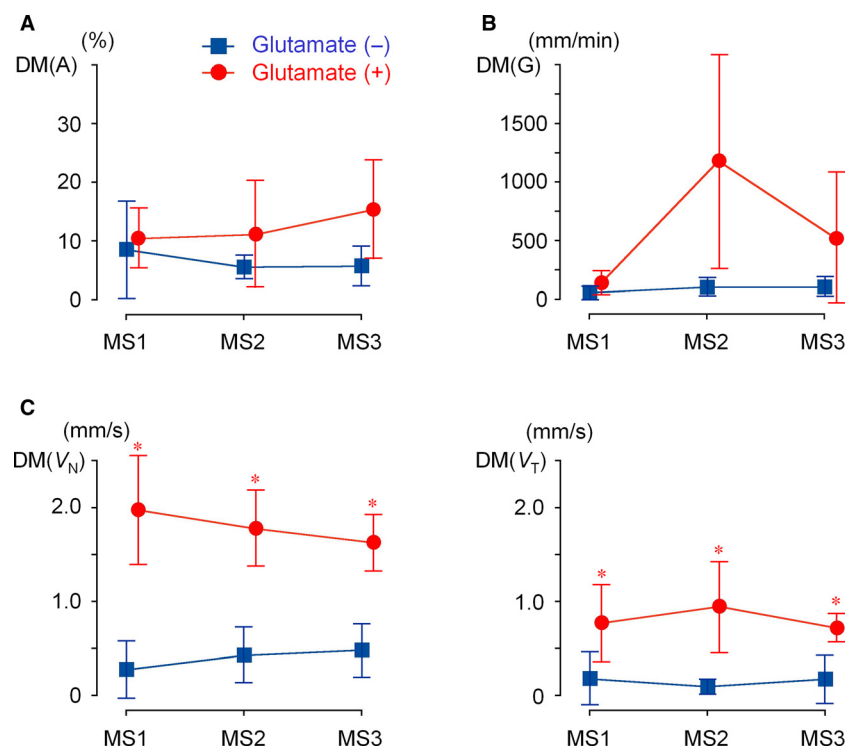 A
(%)
DM(A)
Glutamate (–)
Glutamate (+)
30
20
10
0
MS1 MS2 MS3
B
(mm/min)
DM(G)
1500
1000
500
0
MS1 MS2 MS3
C
(mm/s)
DM(VN)
*
*
*
2.0
1.0
0
MS1 MS2 MS3
(mm/s)
DM(VT)
2.0
*
*
*
1.0
0
MS1 MS2 MS3